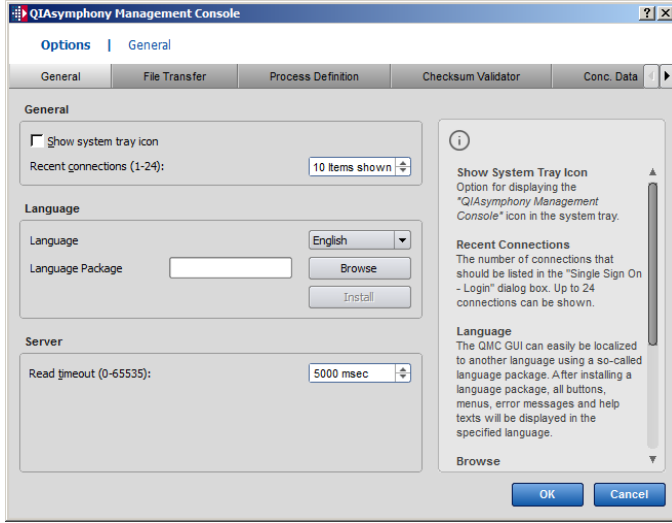 QIAsymphony Management Console
Options | General
General
File Transfer
Process Definition
Checksum Validator
Conc. Data
General
Show system tray icon
Recent connections (1-24):
10 Items shown
Language
Language
English
Language Package
Browse
Install
Server
Read timeout (0-65535):
5000 msec
Show System Tray Icon
Option for displaying the
"QIAsymphony Management
Console" icon in the system tray.
Recent Connections
The number of connections that
should be listed in the "Single Sign On
- Login" dialog box. Up to 24
connections can be shown.
Language
The QMC GUI can easily be localized
to another language using a so-called
language package. After installing a
language package, all buttons,
menus, error messages and help
texts will be displayed in the
specified language.
Browse
OK
Cancel